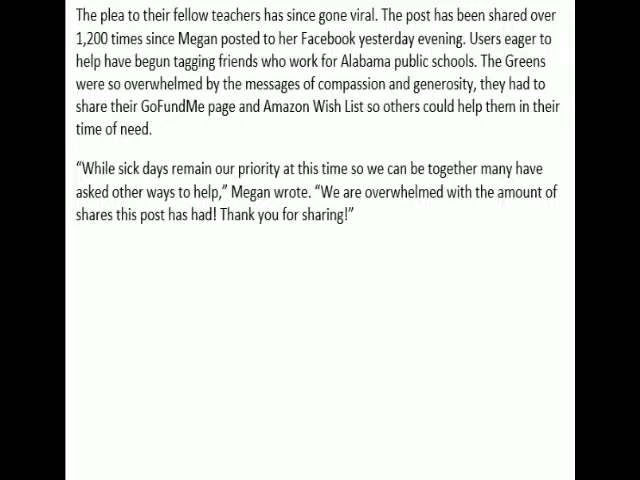 The plea to their fellow teachers has since gone viral. The post has been shared over
1,200 times since Megan posted to her Facebook yesterday evening. Users eager to
help have begun tagging friends who work for Alabama public schools. The Greens
were so overwhelmed by the messages of compassion and generosity, they had to
share their GoFundMe page and Amazon Wish List so others could help them in their
time of need.
“While sick days remain our priority at this time so we can be together many have
asked other ways to help,” Megan wrote. “We are overwhelmed with the amount of
shares this post has had! Thank you for sharing!”